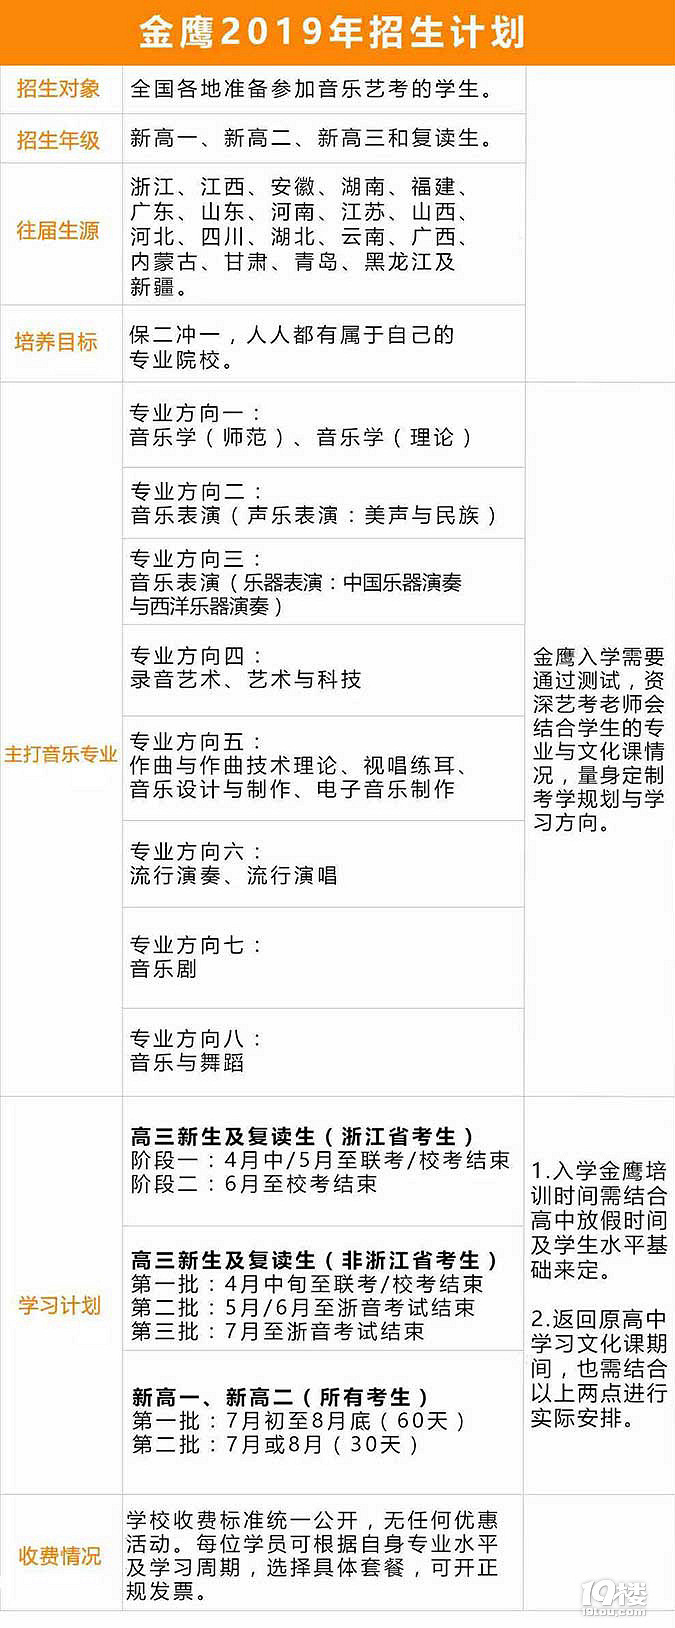 金鹰2019年招生计划
招生对象
全国各地准备参加音乐艺考的学生。
招生年级
新高一、新高二、新高三和复读生。
往届生源
浙江、江西、安徽、湖南、福建、
广东、山东、河南、江苏、山西、
河北、四川、湖北、云南、广西、
内蒙古、甘肃、青岛、黑龙江及
新疆。
培养目标
保二冲一，人人都有属于自己的
专业院校。
主打音乐专业
专业方向一：
音乐学（师范）、音乐学（理论）
专业方向二：
音乐表演（声乐表演：美声与民族）
专业方向三：
音乐表演（乐器表演：中国乐器演奏
与西洋乐器演奏）
专业方向四：
录音艺术、艺术与科技
专业方向五：
作曲与作曲技术理论、视唱练耳、
音乐设计与制作、电子音乐制作
专业方向六：
流行演奏、流行演唱
专业方向七：
音乐剧
专业方向八：
音乐与舞蹈
金鹰入学需要
通过测试，资
深艺考老师会
结合学生的专
业与文化课情
况，量身定制
考学规划与学
习方向。
学习计划
高三新生及复读生（浙江省考生）
阶段一：4月中/5月至联考/校考结束
阶段二：6月至校考结束
高三新生及复读生（非浙江省考生）
第一批：4月中旬至联考/校考结束
第二批：5月/6月至浙音考试结束
第三批：7月至浙音考试结束
新高一、新高二（所有考生）
第一批：7月初至8月底（60天）
第二批：7月或8月（30天）
1.入学金鹰培
训时间需结合
高中放假时间
及学生水平基
础来定。
2.返回原高中
学习文化课期
间，也需结合
以上两点进行
实际安排。
收费情况
学校收费标准统一公开，无任何优惠
活动。每位学员可根据自身专业水平
及学习周期，选择具体套餐，可开正
规发票。
19楼
19lou.com